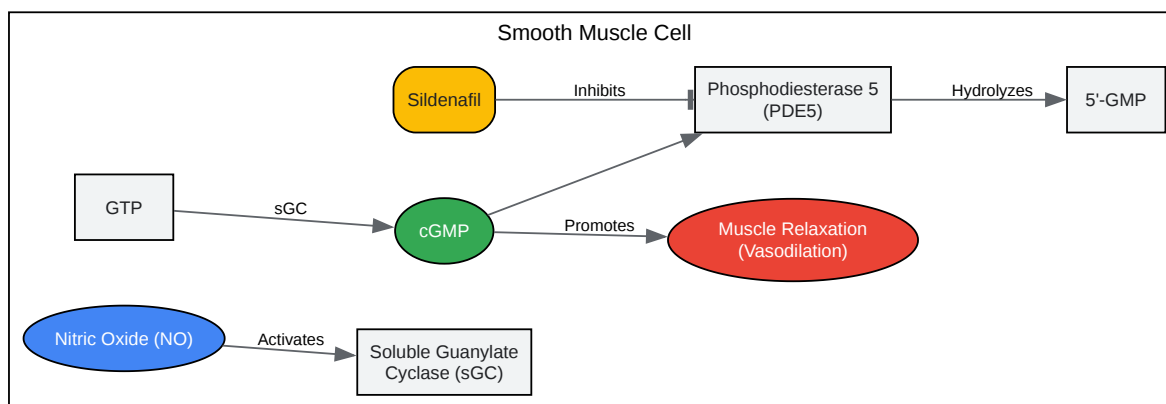 Smooth Muscle Cell
Sildenafil
Inhibits
Phosphodiesterase 5
(PDE5)
Hydrolyzes
5'-GMP
GTP
sGC
cGMP
Promotes
Muscle Relaxation
(Vasodilation)
Nitric Oxide (NO)
Activates
Soluble Guanylate
Cyclase (sGC)